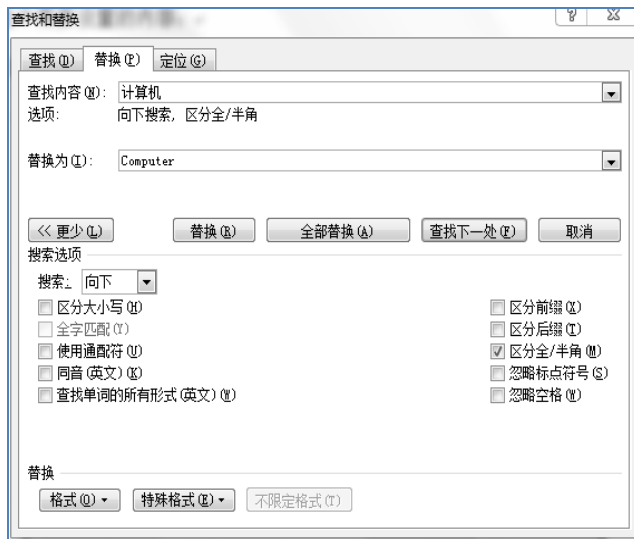 查找和替换
查找(D) 替换(P) 定位(G)
查找内容(N): 计算机
选项: 向下搜索, 区分全/半角
替换为(I): Computer
<< 更少(L) 替换(R) 全部替换(A) 查找下一处(F) 取消
搜索选项
搜索: 向下
区分大小写(H) 区分前缀(X)
全字匹配(Y) 区分后缀(T)
使用通配符(U) 区分全/半角(M)
同音(英文)(K) 忽略标点符号(S)
查找单词的所有形式(英文)(W) 忽略空格(W)
替换
格式(O) 特殊格式(E) 不限定格式(T)